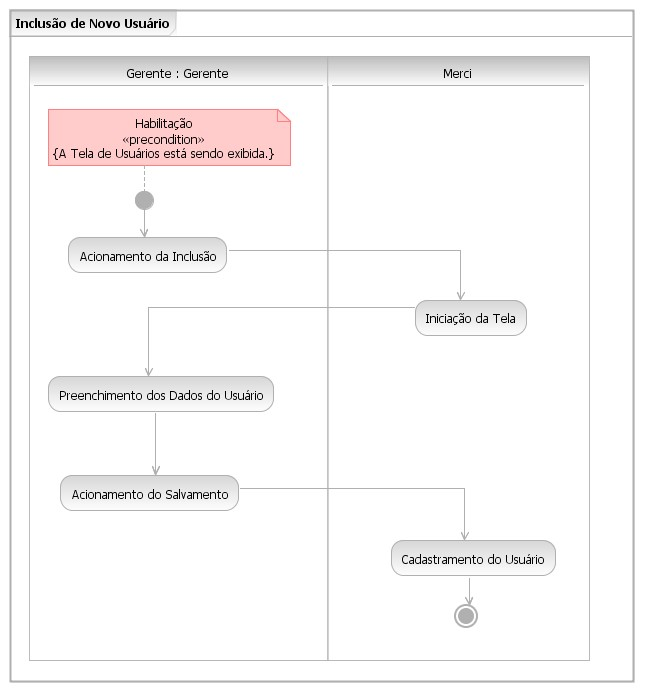 Inclusão de Novo Usuário
Gerente : Gerente
Merci
Habilitação
«precondition»
{A Tela de Usuários está sendo exibida.}
Acionamento da Inclusão
Iniciação da Tela
Preenchimento dos Dados do Usuário
Acionamento do Salvamento
Cadastramento do Usuário